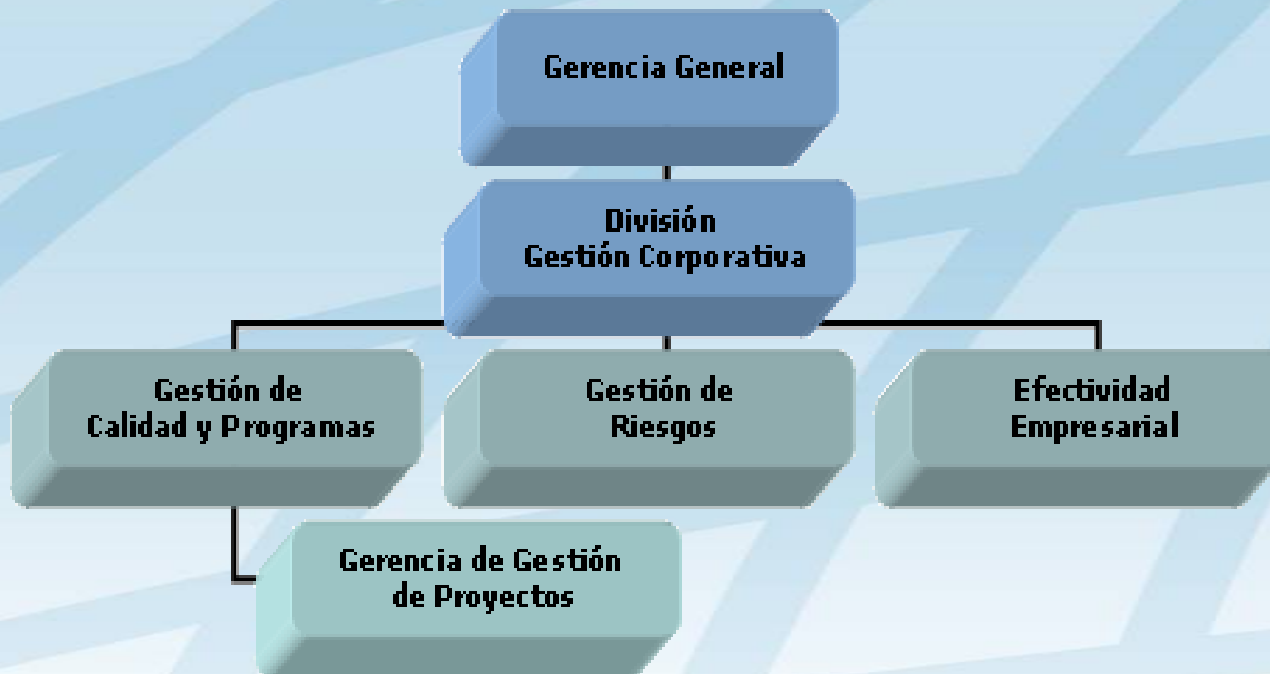 Gerencia General
División
Gestión Corporativa
Gestión de
Calidad y Programas
Gestión de
Riesgos
Efectividad
Empresarial
Gerencia de Gestión
de Proyectos